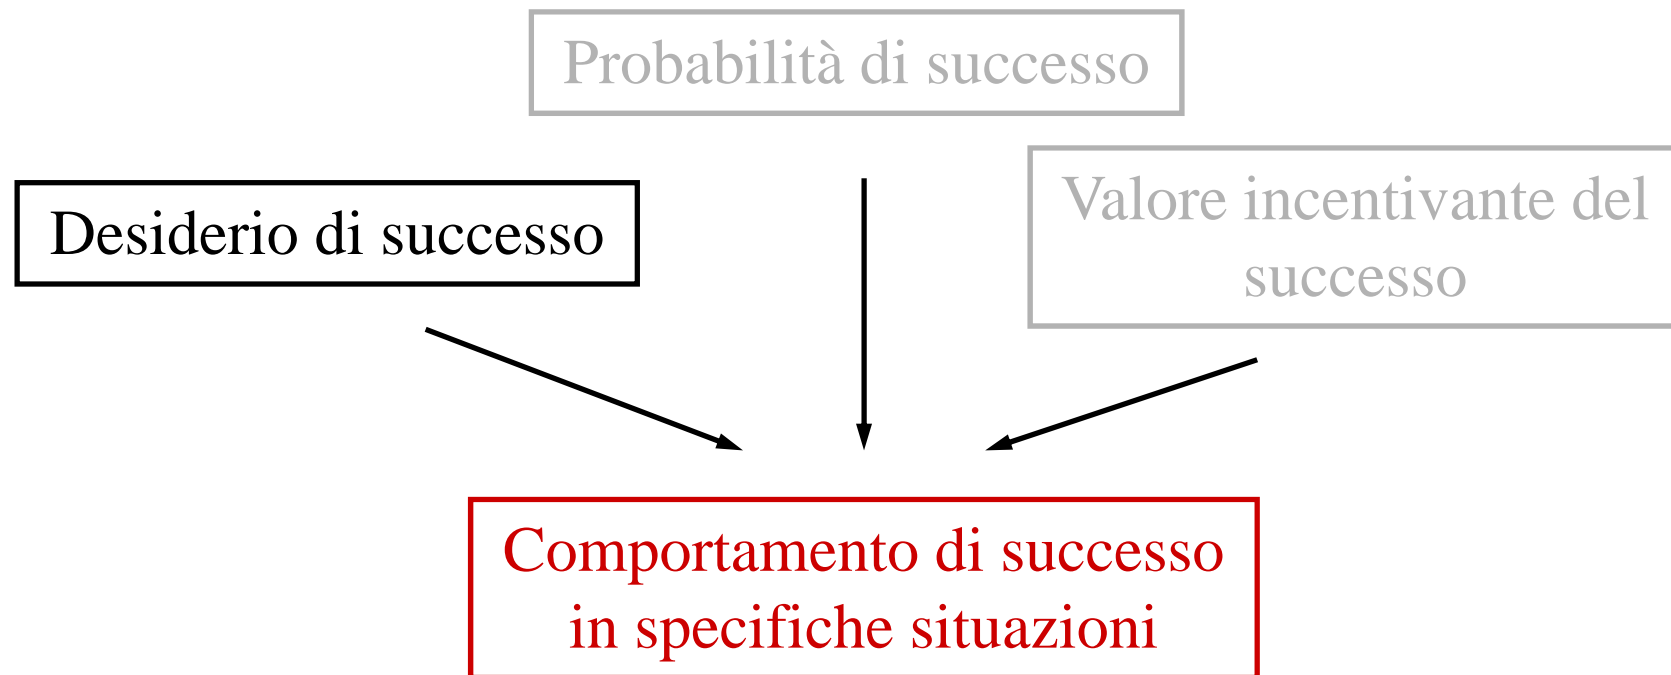 Probabilità di successo
Desiderio di successo
Valore incentivante del
successo
Comportamento di successo
in specifiche situazioni